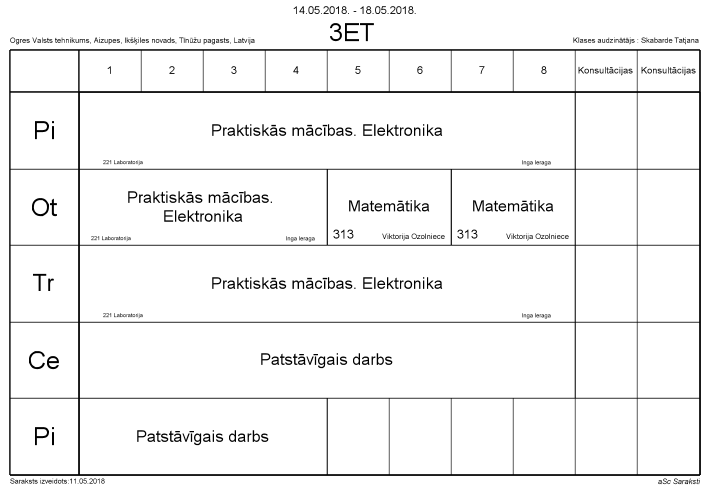 14.05.2018. - 18.05.2018.
Ogres Valsts tehnikums, Aizupes, Ikšķiles novads, Tīnūžu pagasts, Latvija
3ET
Klases audzinātājs : Skabarde Tatjana
1 2 3 4 5 6 7 8 Konsultācijas Konsultācijas
Pi
Praktiskās mācības. Elektronika
221 Laboratorija Inga Ieraga
Ot
Praktiskās mācības.
Elektronika
221 Laboratorija Inga Ieraga
Matemātika
313 Viktorija Ozolniece
Matemātika
313 Viktorija Ozolniece
Tr
Praktiskās mācības. Elektronika
221 Laboratorija Inga Ieraga
Ce
Patstāvīgais darbs
Pi
Patstāvīgais darbs
Saraksts izveidots:11.05.2018
aSc Saraksti